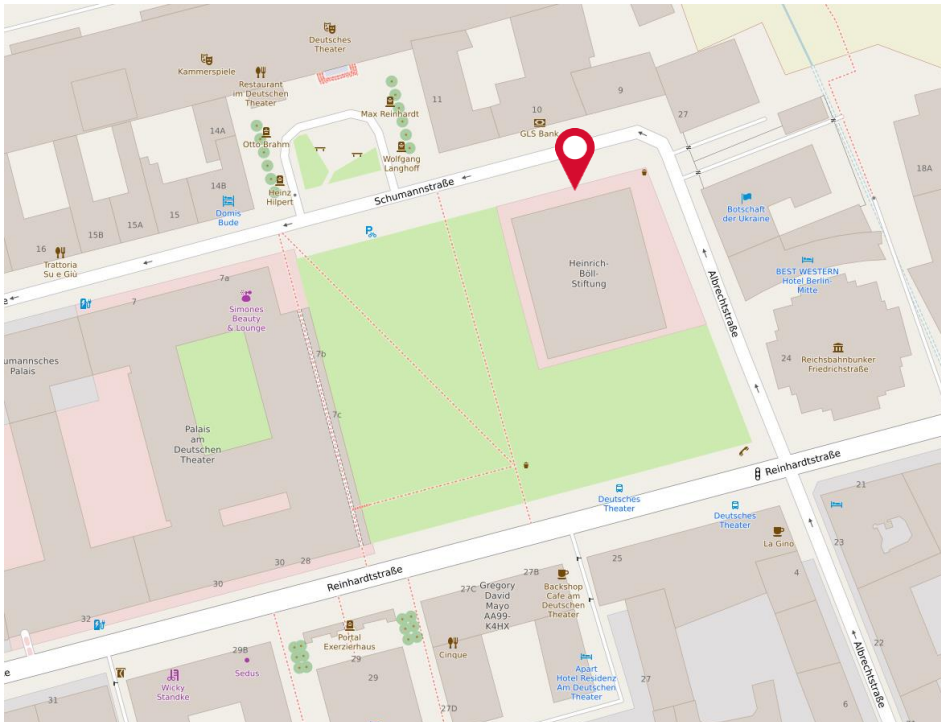 Deutsches
Theater
Kammerspiele
Restaurant
im Deutschen
Theater
Max Reinhardt
11
10
9
GLS Bank
27
14A
Otto Brahm
Wolfgang
Langhoff
18A
14B
Heinz
Hilpert
Schumannstraße
Domis
Bude
Botschaft
der Ukraine
15
15A
15B
16
Trattoria
Su e Giù
Heinrich-
Böll-
Stiftung
BEST WESTERN
Hotel Berlin-
Mitte
Albrechtstraße
7a
7
Simones
Beauty
& Lounge
7b
24
Reichsbahnbunker
Friedrichstraße
umannsches
Palais
7c
Palais
am
Deutschen
Theater
Reinhardtstraße
Deutsches
Theater
Deutsches
Theater
21
La Gino
23
25
4
30
28
30
Reinhardtstraße
27B
27C
Gregory
David
Mayo
AA99-
K4HX
Backshop
Cafe am
Deutschen
Theater
32
Portal
Exerzierhaus
Cinque
29B
29
29
Sedus
Wicky
Standke
Apart
Hotel Residenz
Am Deutschen
Theater
27
22
Albrechtstraße
31
27D
6